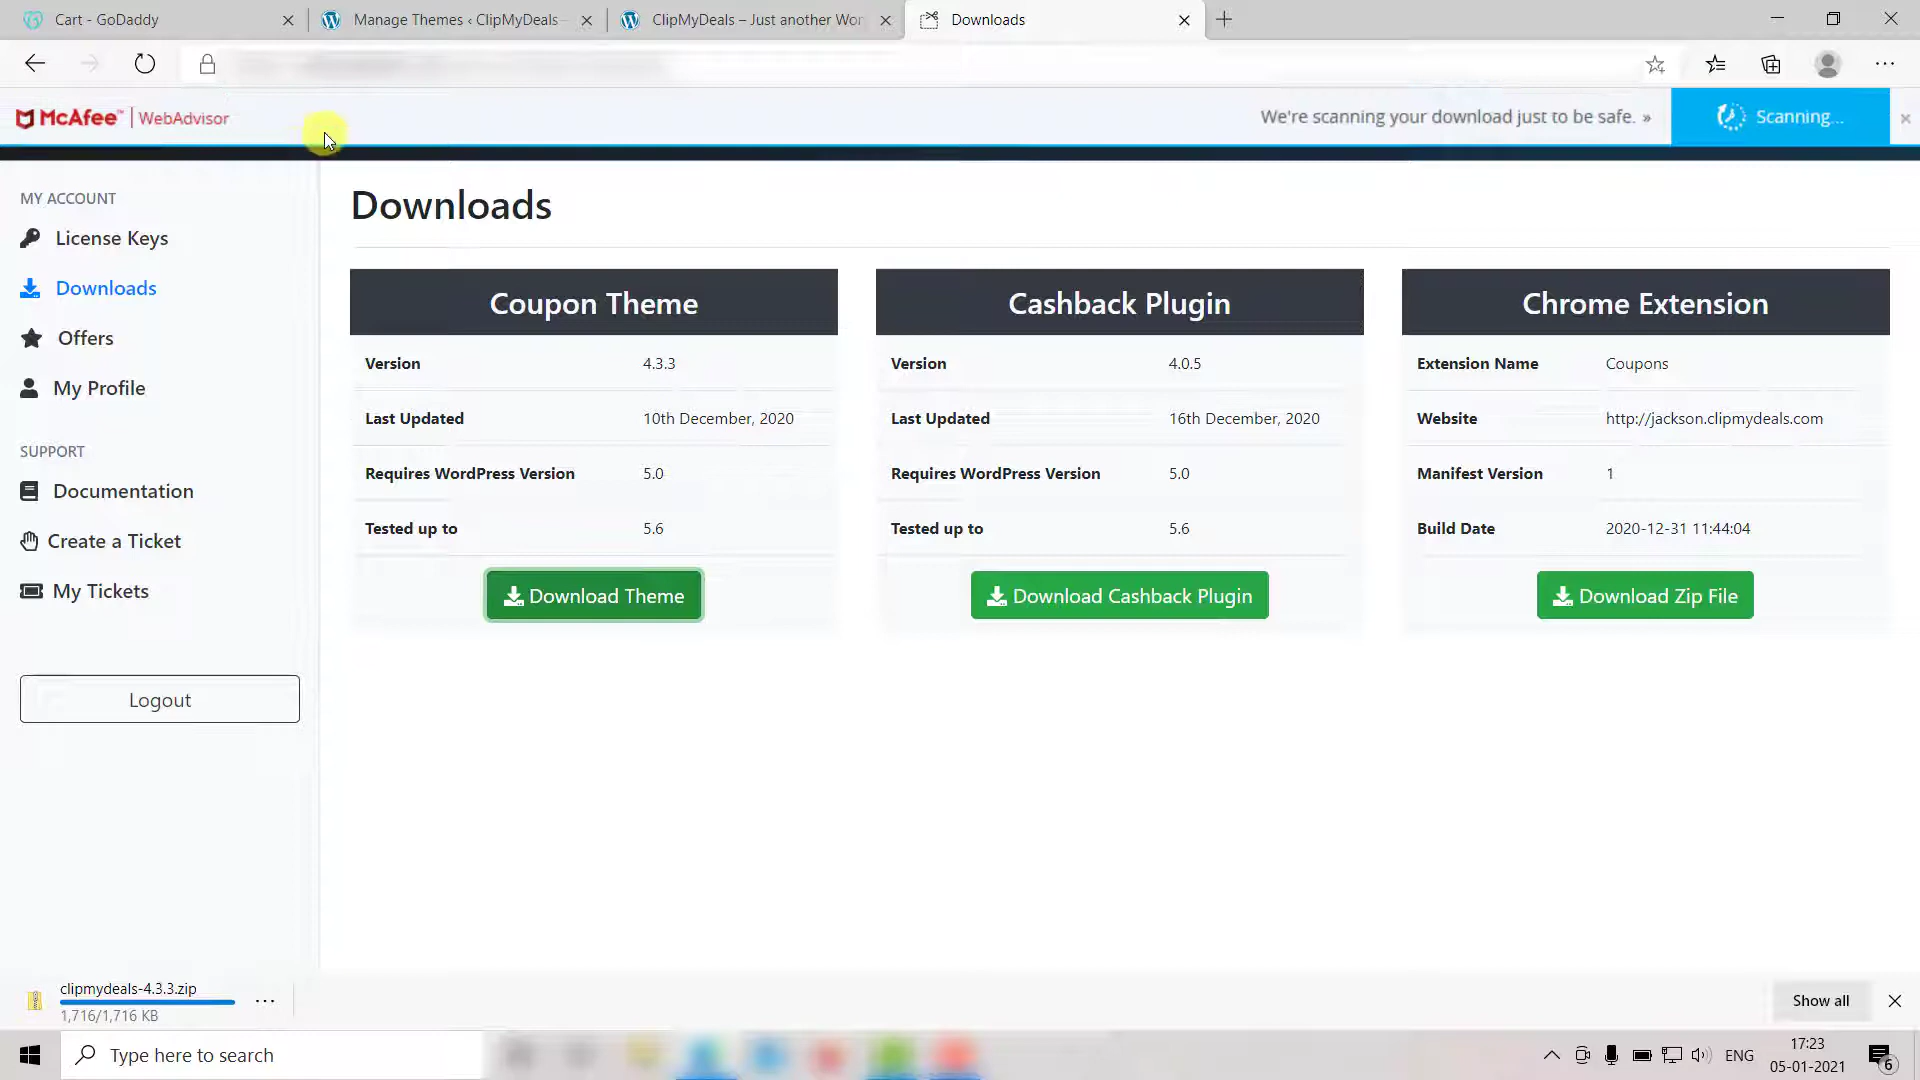 Cart - GoDaddy
Manage Themes ‹ ClipMyDeals –
ClipMyDeals – Just another Wor
Downloads
McAfee™ | WebAdvisor
We're scanning your download just to be safe. »
Scanning...
MY ACCOUNT
License Keys
Downloads
Offers
My Profile
SUPPORT
Documentation
Create a Ticket
My Tickets
Logout
Downloads
Coupon Theme
Version 4.3.3
Last Updated 10th December, 2020
Requires WordPress Version 5.0
Tested up to 5.6
Download Theme
Cashback Plugin
Version 4.0.5
Last Updated 16th December, 2020
Requires WordPress Version 5.0
Tested up to 5.6
Download Cashback Plugin
Chrome Extension
Extension Name Coupons
Website http://jackson.clipmydeals.com
Manifest Version 1
Build Date 2020-12-31 11:44:04
Download Zip File
clipmydeals-4.3.3.zip
1,716/1,716 KB
Show all
Type here to search
ENG
17:23
05-01-2021
6